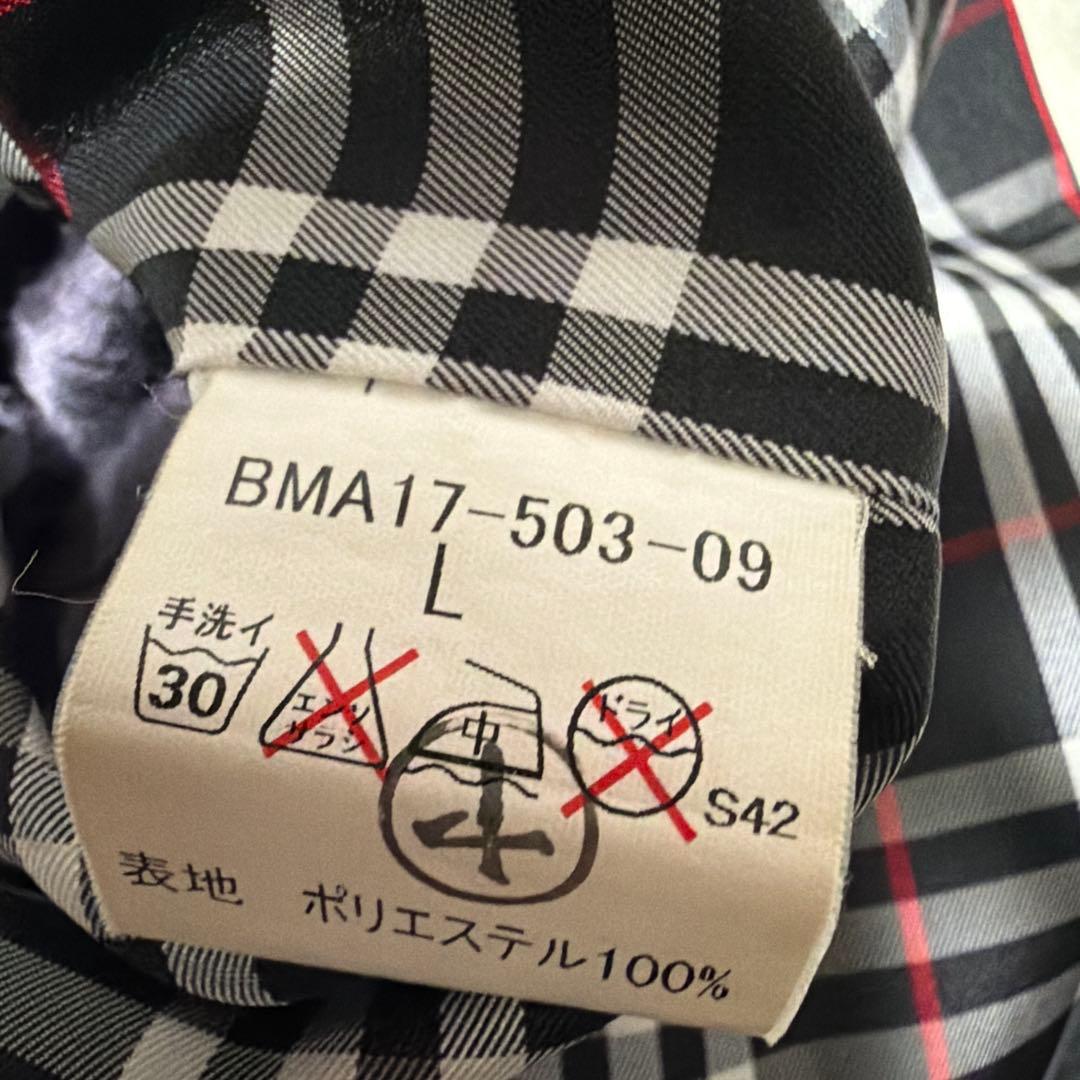 BMA17-503-09
L
手洗イ
30
エンソ
サラシ
中
ドライ
S42
4
表地 ポリエステル100%